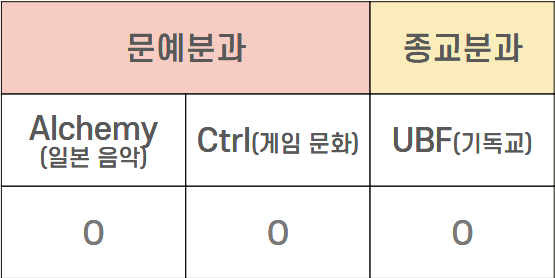 문예분과 종교분과
Alchemy
(일본 음악)
Ctrl(게임 문화)
UBF(기독교)
O O O